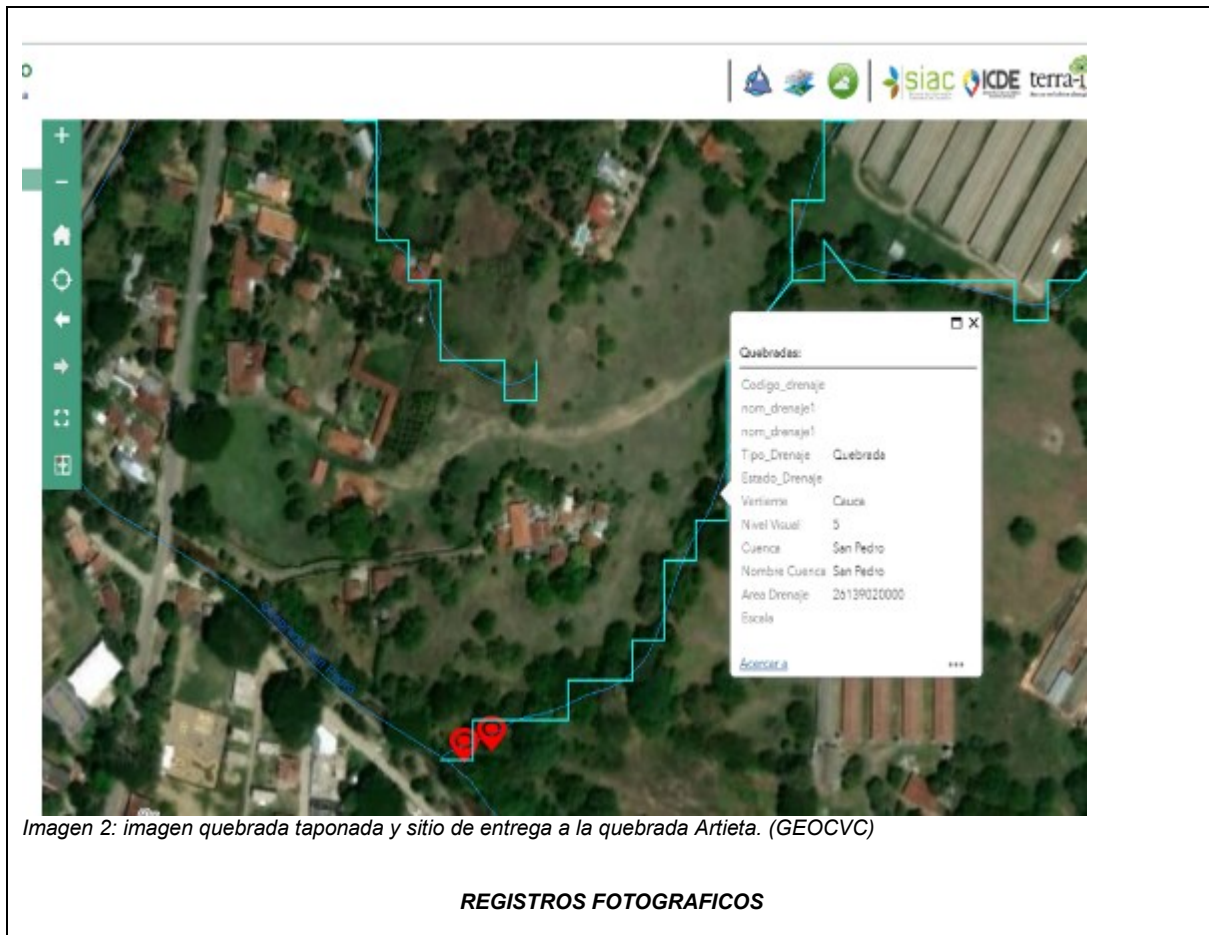 siac ICDE terra-i
Quebradas:
Codigo_drenaje
nom_drenaje1
nom_drenaje1
Tipo_Drenaje Quebrada
Estado_Drenaje
Vertiente Cauca
Nivel Visual 5
Cuenca San Pedro
Nombre Cuenca San Pedro
Area Drenaje 26139020000
Escala
Acercar a
Imagen 2: imagen quebrada taponada y sitio de entrega a la quebrada Artieta. (GEOCVC)
REGISTROS FOTOGRAFICOS